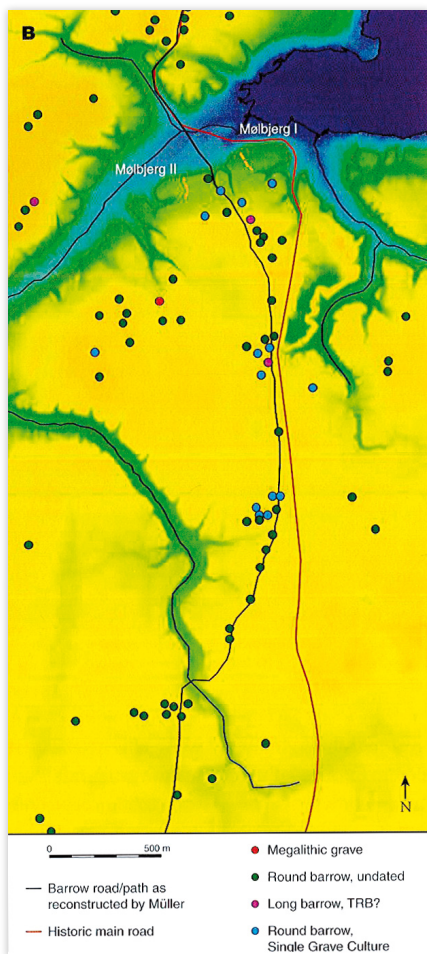 B
Mølbjerg I
Mølbjerg II
N
0 500 m
Barrow road/path as
reconstructed by Müller
Historic main road
Megalithic grave
Round barrow, undated
Long barrow, TRB?
Round barrow,
Single Grave Culture